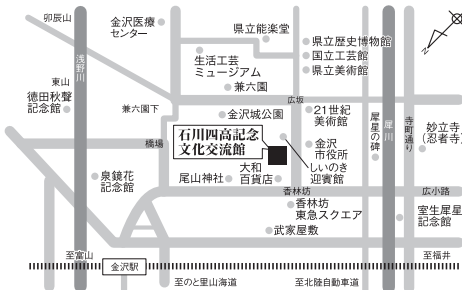 卯辰山
金沢医療
センター
県立能楽堂
N
浅野川
生活工芸
ミュージアム
県立歴史博物館
国立工芸館
県立美術館
東山
徳田秋聲
記念館
兼六園
兼六園下
広坂
金沢城公園
21世紀
美術館
犀星の碑
犀川
寺町通り
妙立寺
(忍者寺)
橋場
石川四高記念
文化交流館
金沢
市役所
しいのき
迎賓館
泉鏡花
記念館
尾山神社
大和
百貨店
香林坊
広小路
香林坊
東急スクエア
室生犀星
記念館
武家屋敷
至富山
金沢駅
至福井
至のと里山海道
至北陸自動車道